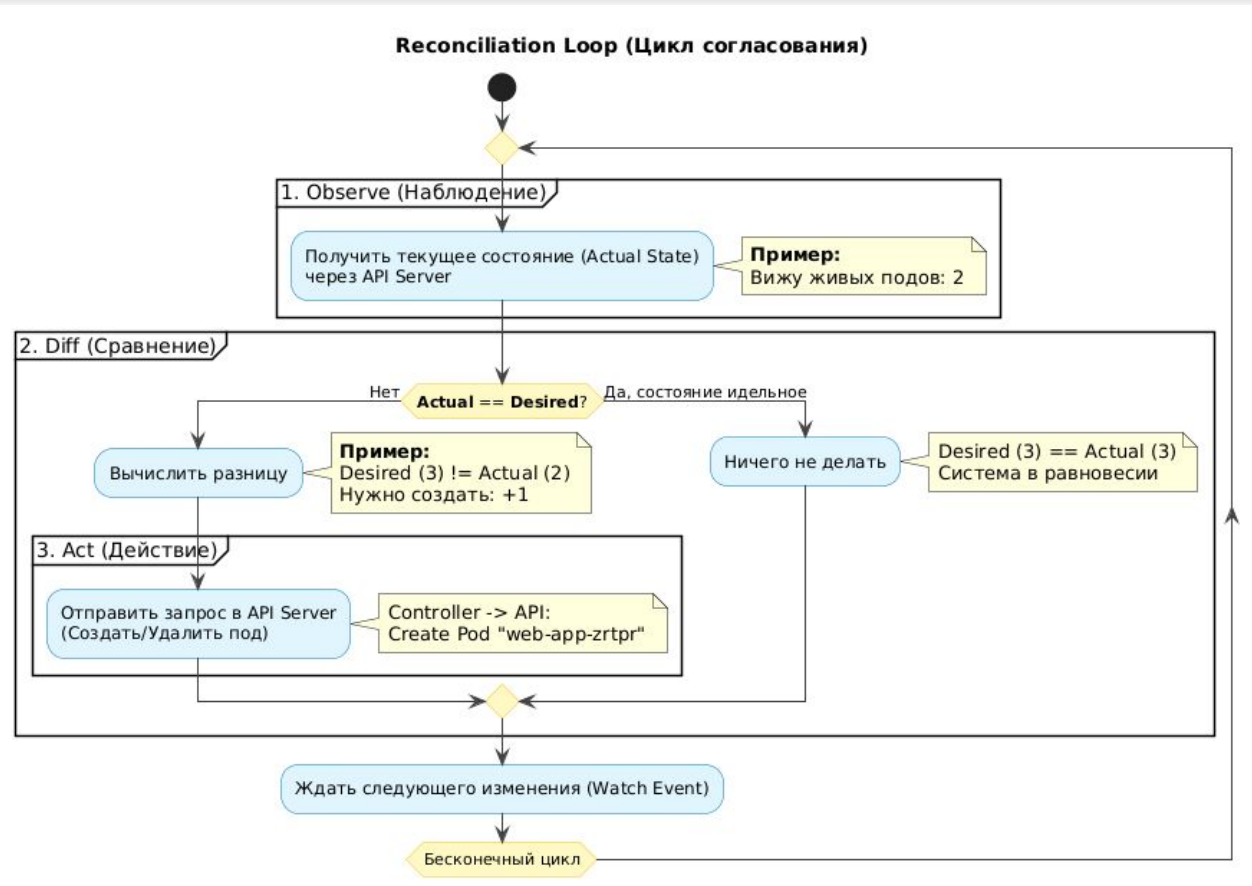 Reconciliation Loop (Цикл согласования)
1. Observe (Наблюдение)
Получить текущее состояние (Actual State)
через API Server
Пример:
Вижу живых подов: 2
2. Diff (Сравнение)
Нет
Actual == Desired?
Да, состояние идельное
Вычислить разницу
Пример:
Desired (3) != Actual (2)
Нужно создать: +1
Ничего не делать
Desired (3) == Actual (3)
Система в равновесии
3. Act (Действие)
Отправить запрос в API Server
(Создать/Удалить под)
Controller -> API:
Create Pod "web-app-zrtpr"
Ждать следующего изменения (Watch Event)
Бесконечный цикл